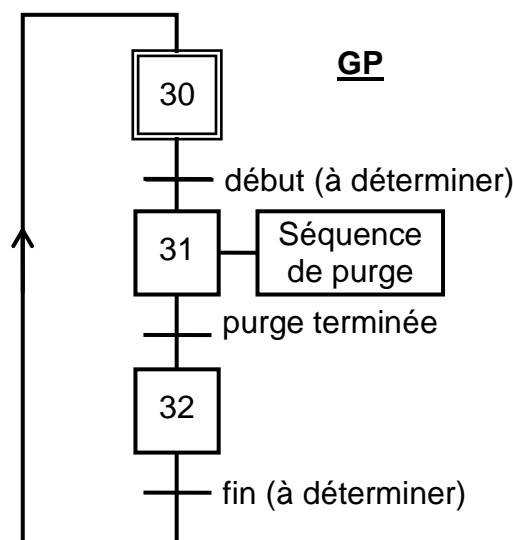 GP
30
début (à déterminer)
31
Séquence
de purge
purge terminée
32
fin (à déterminer)